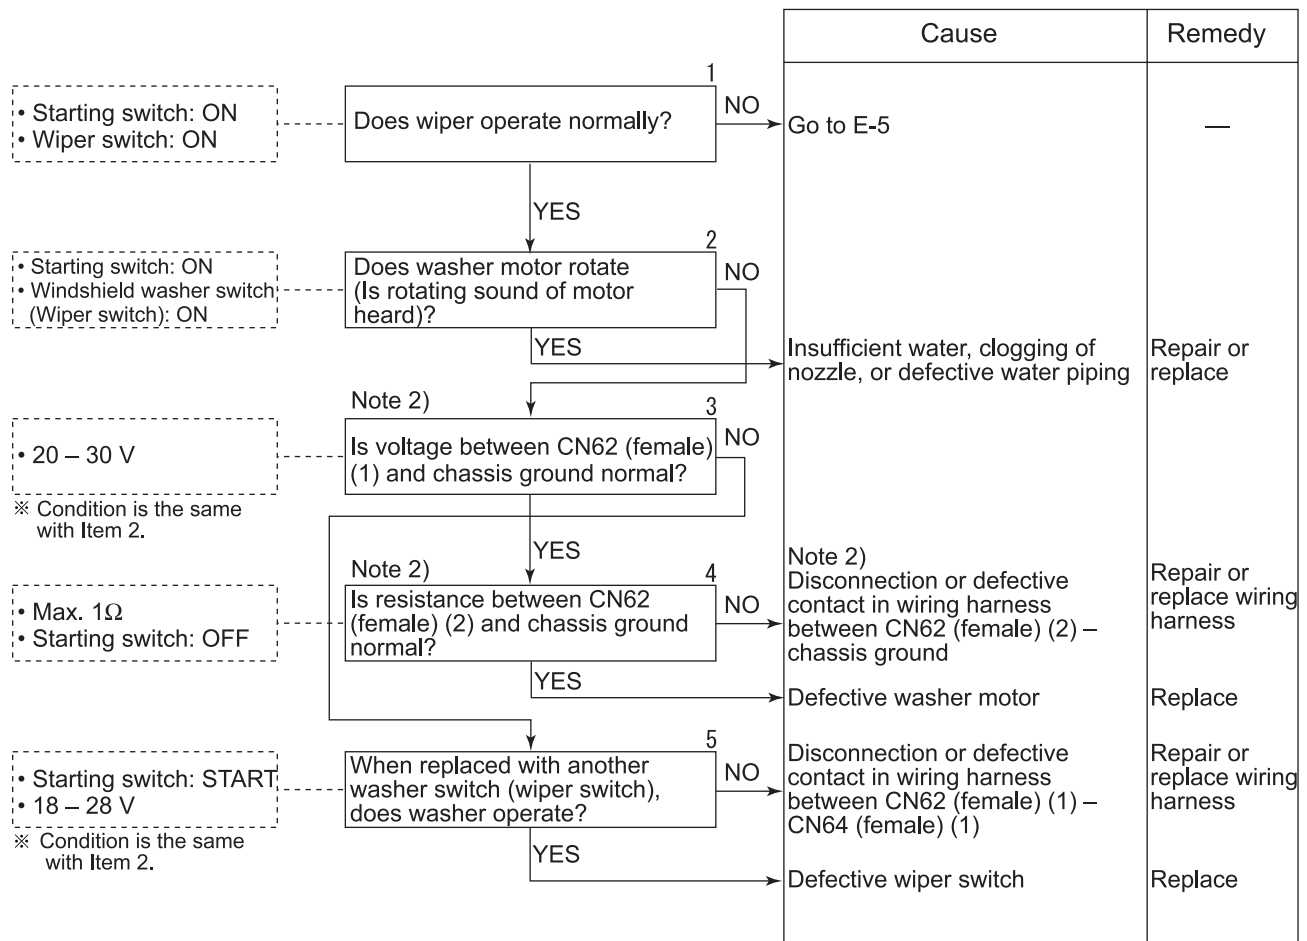 Cause
Remedy
1
• Starting switch: ON
• Wiper switch: ON
Does wiper operate normally?
NO
Go to E-5
—
YES
2
• Starting switch: ON
• Windshield washer switch
(Wiper switch): ON
Does washer motor rotate
(Is rotating sound of motor
heard)?
NO
YES
Insufficient water, clogging of
nozzle, or defective water piping
Repair or
replace
Note 2)
3
• 20 – 30 V
Is voltage between CN62 (female)
(1) and chassis ground normal?
NO
※ Condition is the same
with Item 2.
YES
Note 2)
4
• Max. 1Ω
• Starting switch: OFF
Is resistance between CN62
(female) (2) and chassis ground
normal?
NO
Note 2)
Disconnection or defective
contact in wiring harness
between CN62 (female) (2) –
chassis ground
Repair or
replace wiring
harness
YES
Defective washer motor
Replace
5
• Starting switch: START
• 18 – 28 V
When replaced with another
washer switch (wiper switch),
does washer operate?
NO
Disconnection or defective
contact in wiring harness
between CN62 (female) (1) –
CN64 (female) (1)
Repair or
replace wiring
harness
※ Condition is the same
with Item 2.
YES
Defective wiper switch
Replace